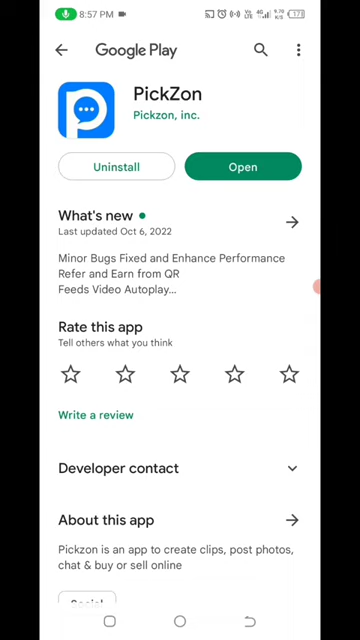 8:57 PM
Google Play
PickZon
Pickzon, inc.
Uninstall
Open
What's new
Last updated Oct 6, 2022
Minor Bugs Fixed and Enhance Performance
Refer and Earn from QR
Feeds Video Autoplay...
Rate this app
Tell others what you think
Write a review
Developer contact
About this app
Pickzon is an app to create clips, post photos,
chat & buy or sell online
Social